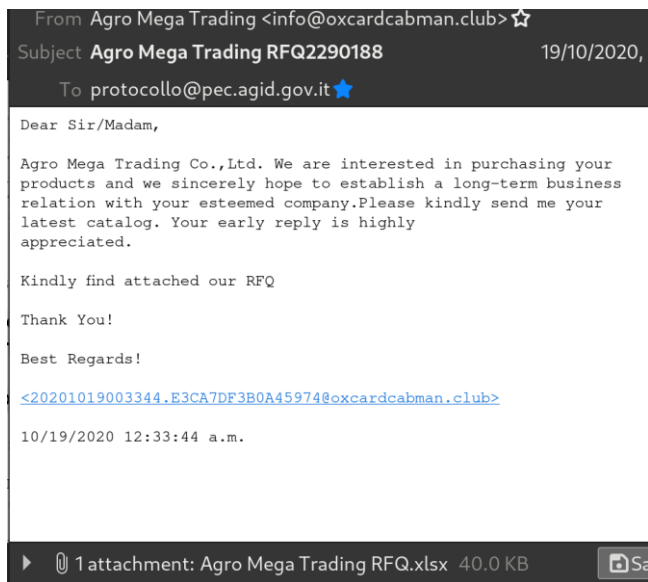 From Agro Mega Trading <info@oxcardcabman.club>
Subject Agro Mega Trading RFQ2290188 19/10/2020,
To protocollo@pec.agid.gov.it
Dear Sir/Madam,
Agro Mega Trading Co.,Ltd. We are interested in purchasing your
products and we sincerely hope to establish a long-term business
relation with your esteemed company.Please kindly send me your
latest catalog. Your early reply is highly
appreciated.
Kindly find attached our RFQ
Thank You!
Best Regards!
<20201019003344.E3CA7DF3B0A45974@oxcardcabman.club>
10/19/2020 12:33:44 a.m.
1 attachment: Agro Mega Trading RFQ.xlsx 40.0 KB